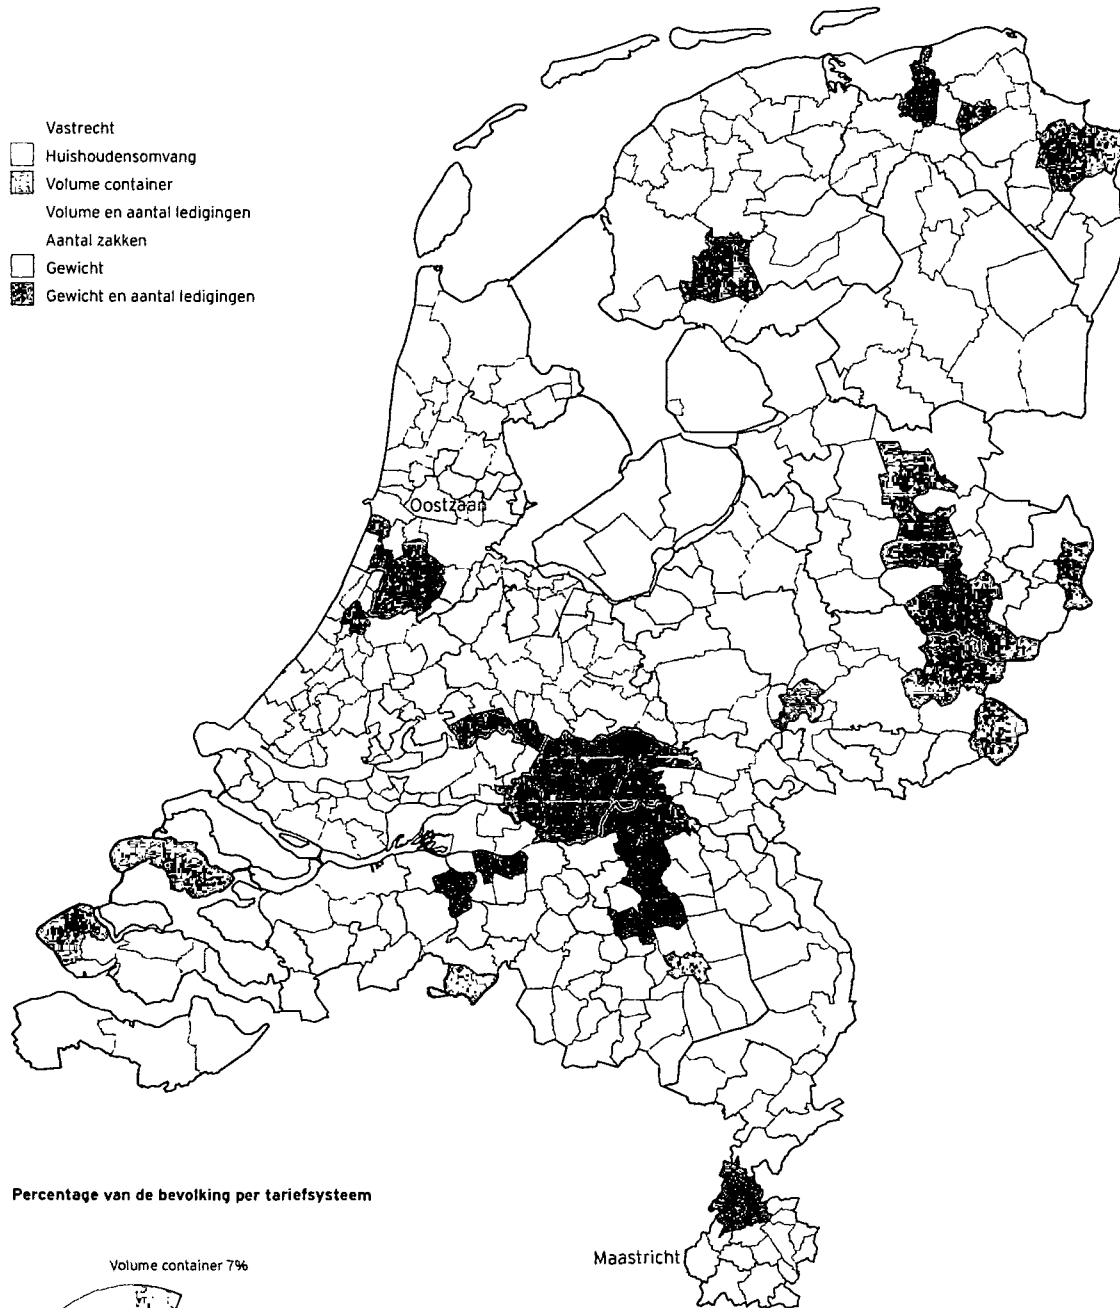 Vastrecht
Huishoudensomvang
Volume container
Volume en aantal ledigingen
Aantal zakken
Gewicht
Gewicht en aantal ledigingen
Oostzaan
Percentage van de bevolking per tariefsysteem
Maastricht
Volume container 7%